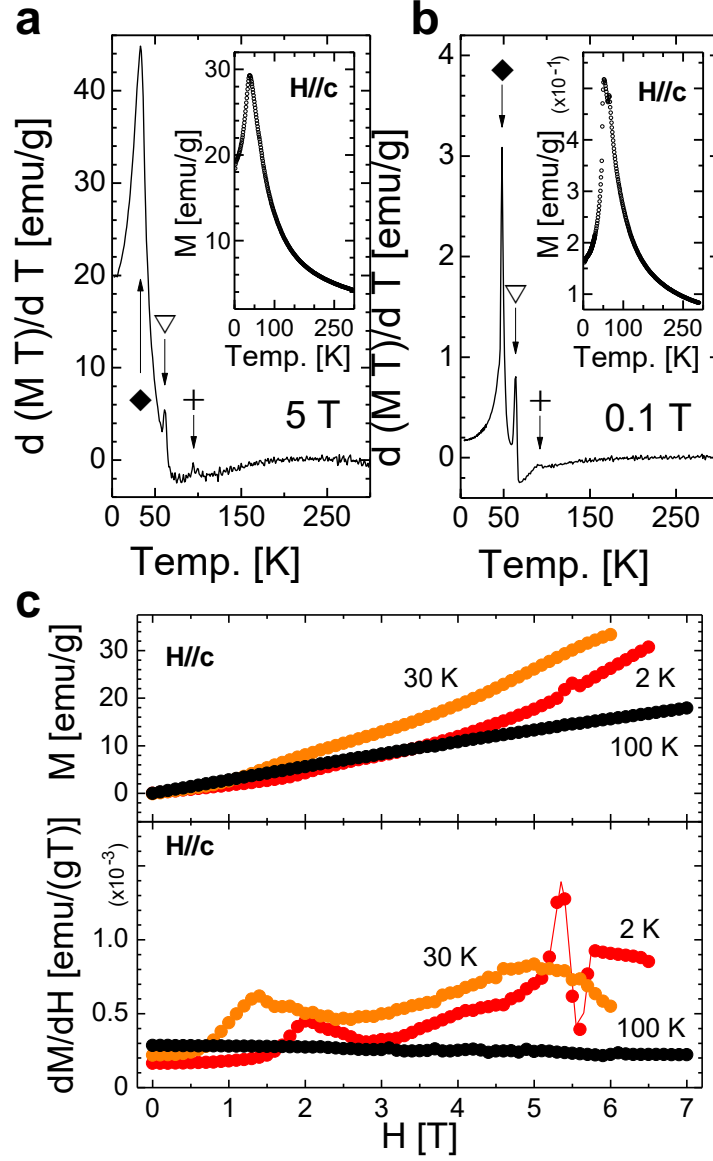 a
d (M T)/d T [emu/g]
40
30
20
10
0
0 50 150 250
Temp. [K]
5 T
H//c
M [emu/g]
30
20
10
0 100 200
Temp. [K]
b
d (M T)/d T [emu/g]
4
3
2
1
0
0 50 150 250
Temp. [K]
0.1 T
H//c
M [emu/g]
(x10-1)
5
4
3
2
1
0 100 200
Temp. [K]
c
H//c
M [emu/g]
30
20
10
0
30 K
2 K
100 K
H//c
dM/dH [emu/(gT)]
(x10-3)
1.0
0.5
0
30 K
2 K
100 K
0 1 2 3 4 5 6 7
H [T]